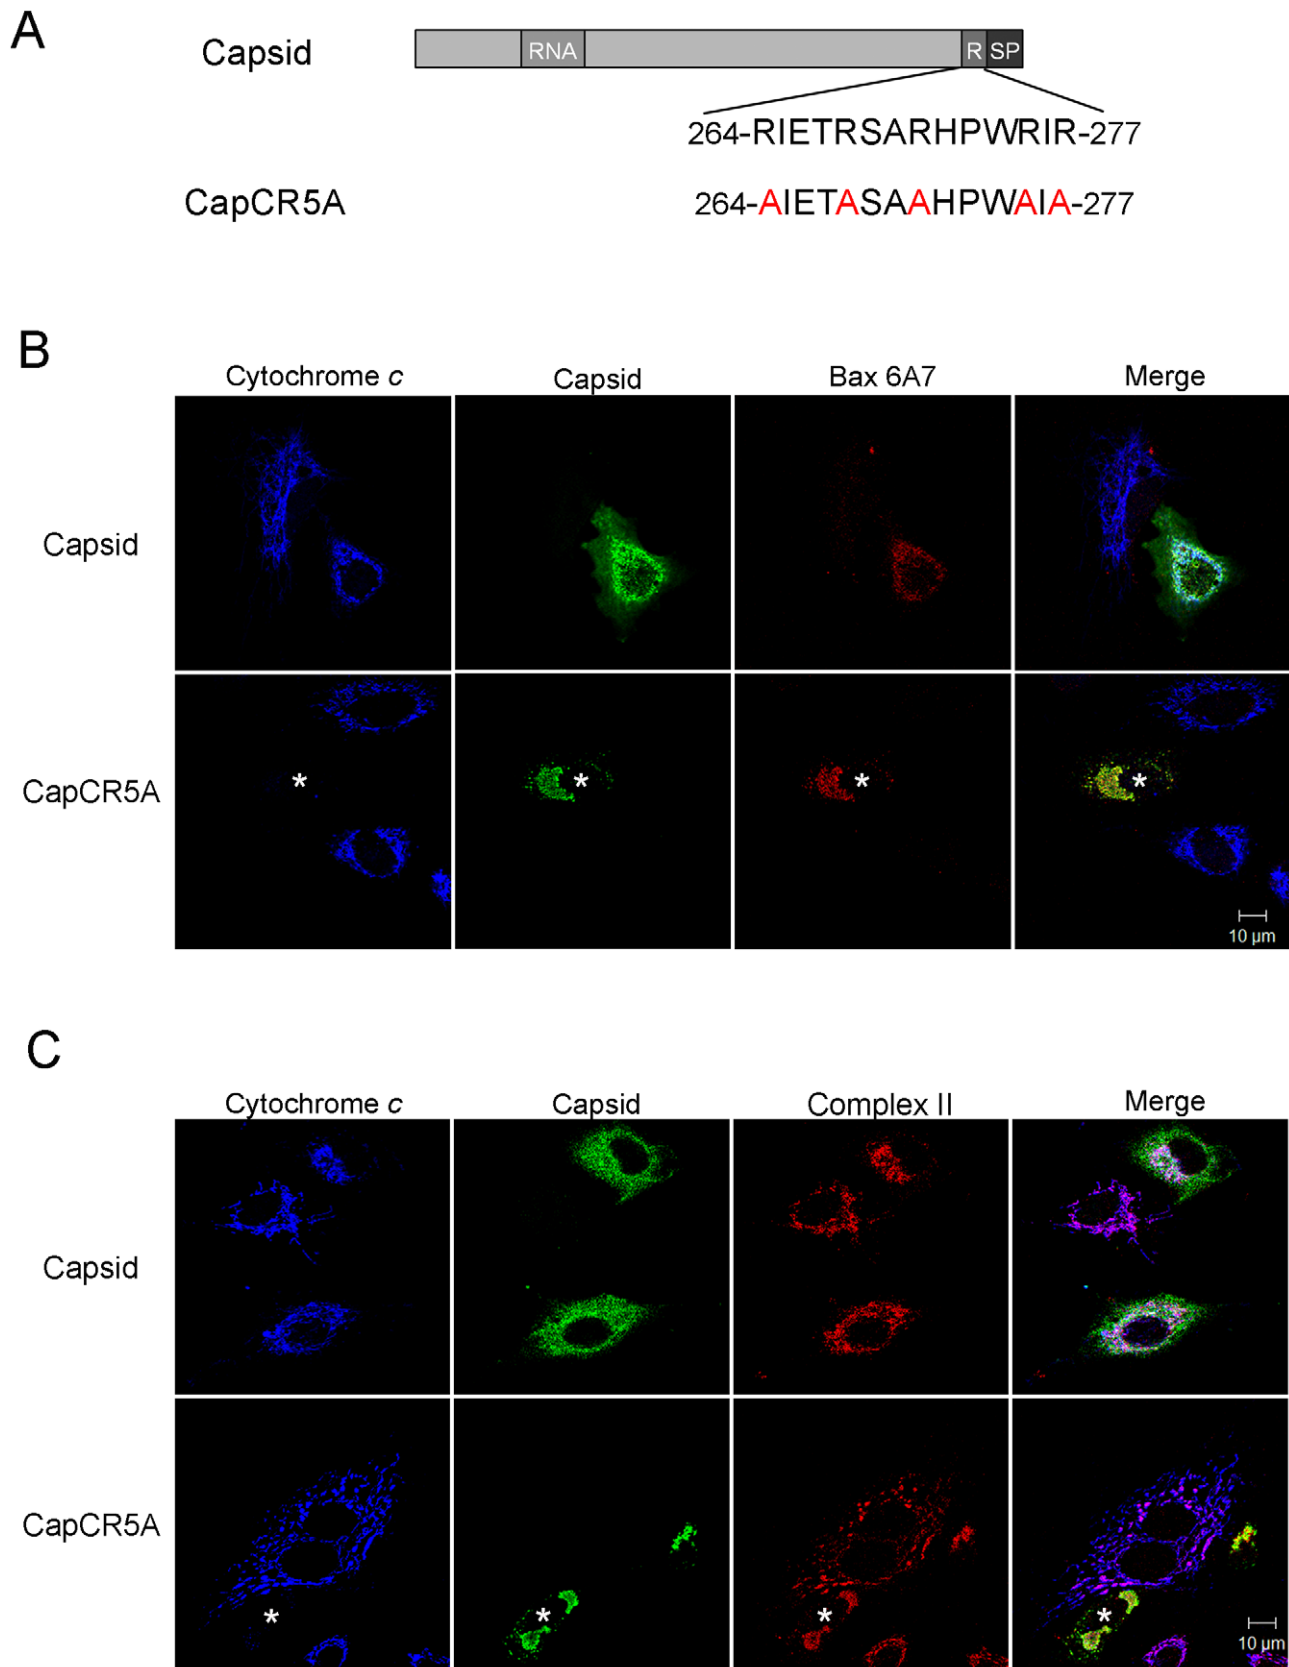 A
Capsid
RNA
R
SP
264-RIETRSARHPWRIR-277
CapCR5A
264-AIETASAAHPWAIA-277
B
Cytochrome c
Capsid
Bax 6A7
Merge
Capsid
CapCR5A
*
*
*
*
10 µm
C
Cytochrome c
Capsid
Complex II
Merge
Capsid
CapCR5A
*
*
*
*
10 µm